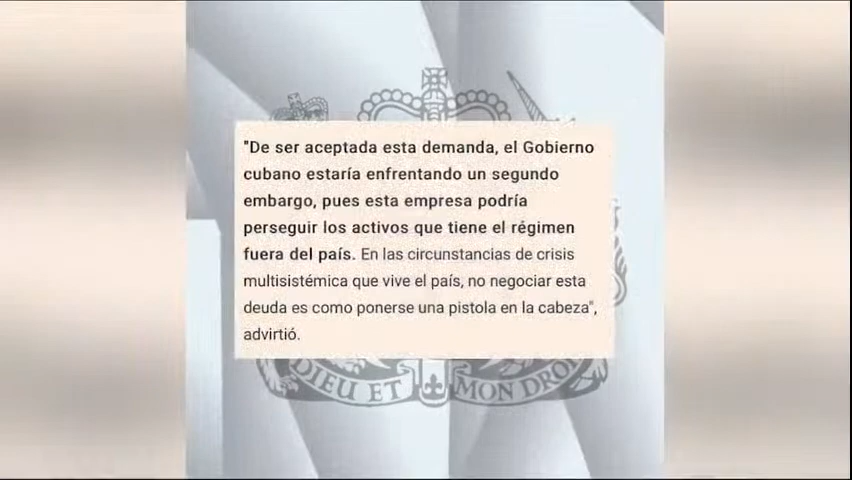 "De ser aceptada esta demanda, el Gobierno
cubano estaría enfrentando un segundo
embargo, pues esta empresa podría
perseguir los activos que tiene el régimen
fuera del país. En las circunstancias de crisis
multisistémica que vive el país, no negociar esta
deuda es como ponerse una pistola en la cabeza",
advirtió.
DIEU ET MON DRO